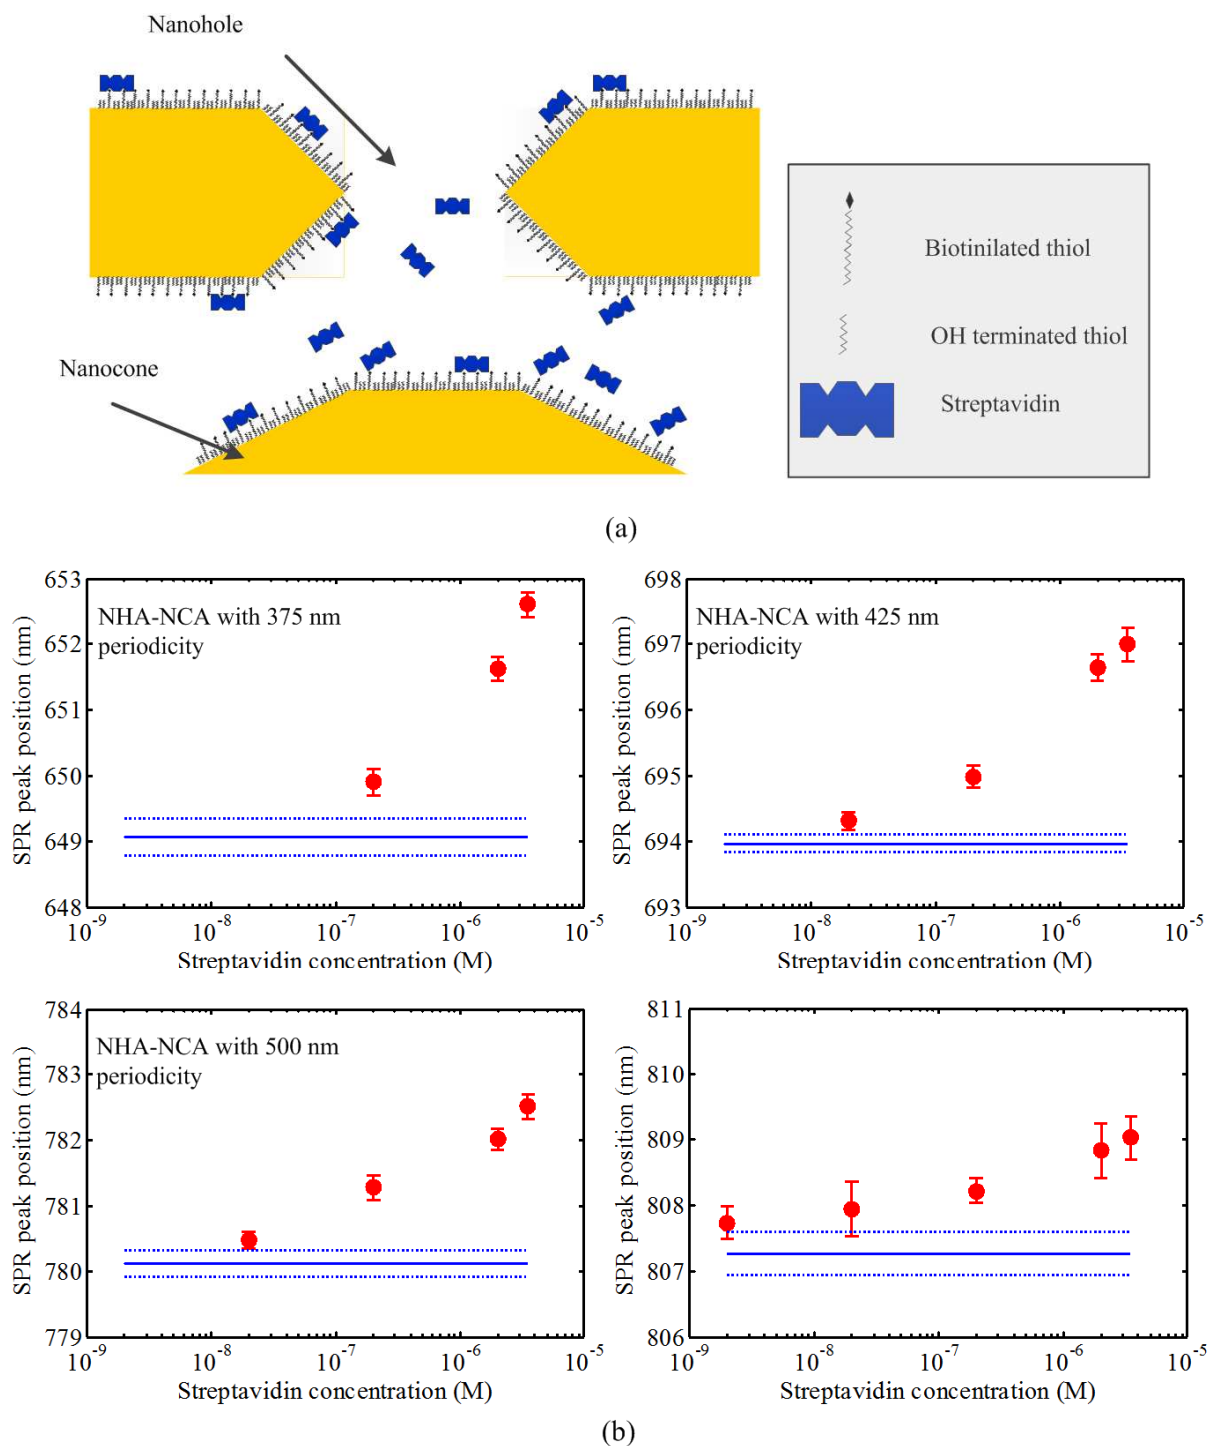 Nanohole
Nanocone
Biotinilated thiol
OH terminated thiol
Streptavidin
(a)
653
652
651
650
649
648
SPR peak position (nm)
NHA-NCA with 375 nm
periodicity
10⁻⁹ 10⁻⁸ 10⁻⁷ 10⁻⁶ 10⁻⁵
Streptavidin concentration (M)
698
697
696
695
694
693
SPR peak position (nm)
NHA-NCA with 425 nm
periodicity
10⁻⁹ 10⁻⁸ 10⁻⁷ 10⁻⁶ 10⁻⁵
Streptavidin concentration (M)
784
783
782
781
780
779
SPR peak position (nm)
NHA-NCA with 500 nm
periodicity
10⁻⁹ 10⁻⁸ 10⁻⁷ 10⁻⁶ 10⁻⁵
Streptavidin concentration (M)
811
810
809
808
807
806
SPR peak position (nm)
10⁻⁹ 10⁻⁸ 10⁻⁷ 10⁻⁶ 10⁻⁵
Streptavidin concentration (M)
(b)